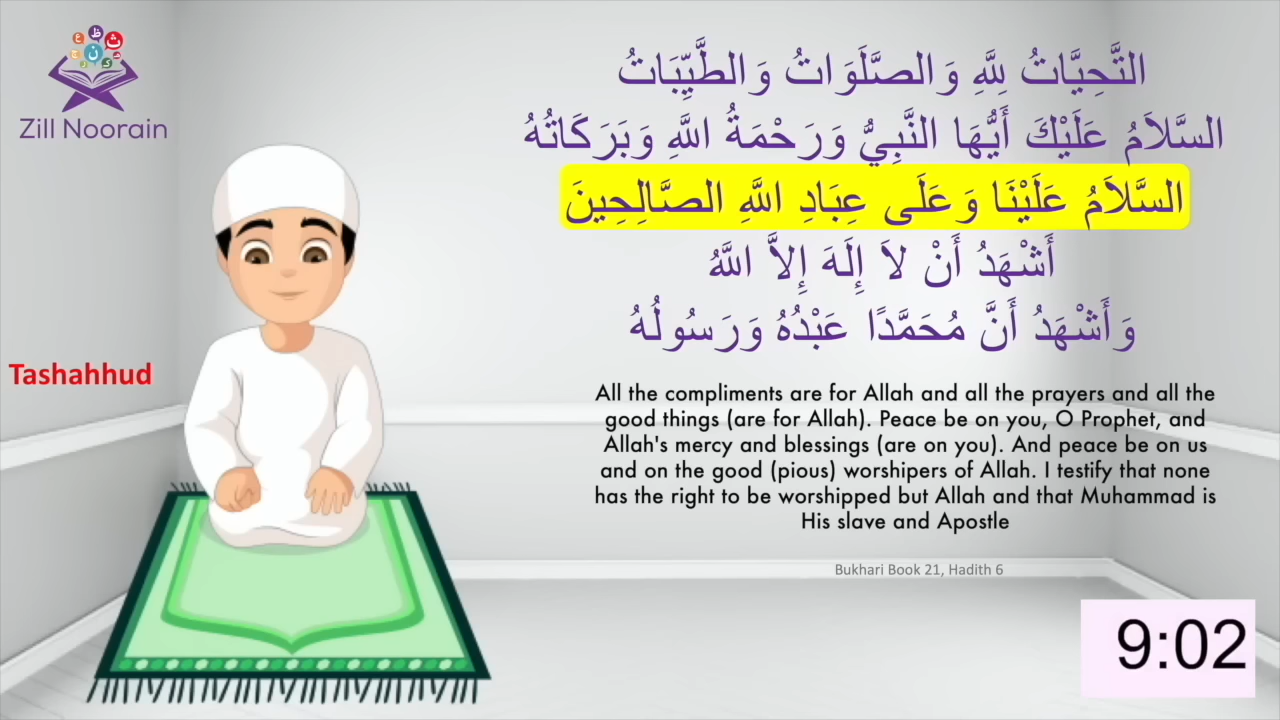 Zill Noorain
التَّحِيَّاتُ لِلَّهِ وَالصَّلَوَاتُ وَالطَّيِّبَاتُ
السَّلاَمُ عَلَيْكَ أَيُّهَا النَّبِيُّ وَرَحْمَةُ اللَّهِ وَبَرَكَاتُهُ
السَّلاَمُ عَلَيْنَا وَعَلَى عِبَادِ اللَّهِ الصَّالِحِينَ
أَشْهَدُ أَنْ لاَ إِلَهَ إِلاَّ اللَّهُ
وَأَشْهَدُ أَنَّ مُحَمَّدًا عَبْدُهُ وَرَسُولُهُ
Tashahhud
All the compliments are for Allah and all the prayers and all the
good things (are for Allah). Peace be on you, O Prophet, and
Allah's mercy and blessings (are on you). And peace be on us
and on the good (pious) worshipers of Allah. I testify that none
has the right to be worshipped but Allah and that Muhammad is
His slave and Apostle
Bukhari Book 21, Hadith 6
9:02